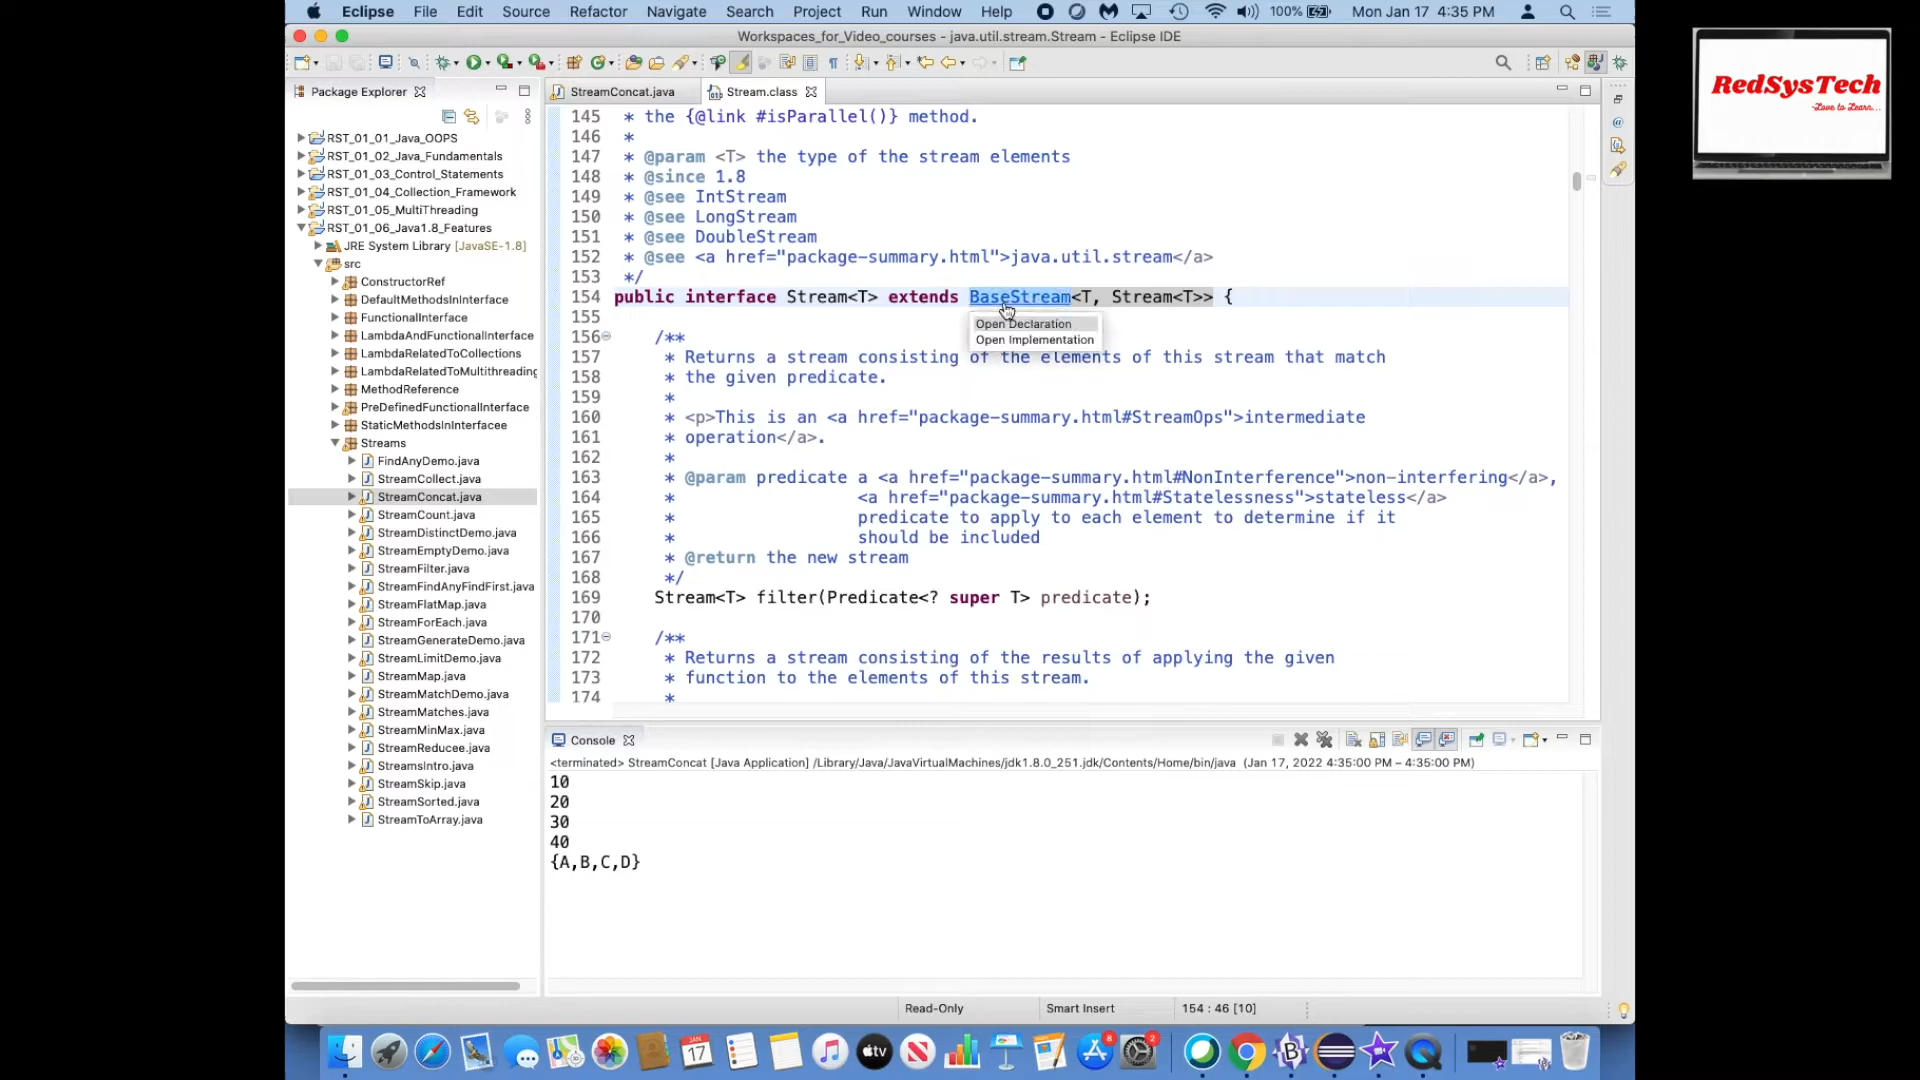 Eclipse File Edit Source Refactor Navigate Search Project Run Window Help 100% Mon Jan 17 4:35 PM
Workspaces_for_Video_courses - java.util.stream.Stream - Eclipse IDE
RedSysTech
-Love to Learn...
Package Explorer
RST_01_01_Java_OOPS
RST_01_02_Java_Fundamentals
RST_01_03_Control_Statements
RST_01_04_Collection_Framework
RST_01_05_MultiThreading
RST_01_06_Java1.8_Features
JRE System Library [JavaSE-1.8]
src
ConstructorRef
DefaultMethodsInInterface
FunctionalInterface
LambdaAndFunctionalInterface
LambdaRelatedToCollections
LambdaRelatedToMultithreading
MethodReference
PreDefinedFunctionalInterface
StaticMethodsInInterfacee
Streams
FindAnyDemo.java
StreamCollect.java
StreamConcat.java
StreamCount.java
StreamDistinctDemo.java
StreamEmptyDemo.java
StreamFilter.java
StreamFindAnyFindFirst.java
StreamFlatMap.java
StreamForEach.java
StreamGenerateDemo.java
StreamLimitDemo.java
StreamMap.java
StreamMatchDemo.java
StreamMatches.java
StreamMinMax.java
StreamReducee.java
StreamsIntro.java
StreamSkip.java
StreamSorted.java
StreamToArray.java
StreamConcat.java Stream.class
145 * the {@link #isParallel()} method.
146 *
147 * @param <T> the type of the stream elements
148 * @since 1.8
149 * @see IntStream
150 * @see LongStream
151 * @see DoubleStream
152 * @see <a href="package-summary.html">java.util.stream</a>
153 */
154 public interface Stream<T> extends BaseStream<T, Stream<T>> {
155
Open Declaration
Open Implementation
156 /**
157 * Returns a stream consisting of the elements of this stream that match
158 * the given predicate.
159 *
160 * <p>This is an <a href="package-summary.html#StreamOps">intermediate
161 * operation</a>.
162 *
163 * @param predicate a <a href="package-summary.html#NonInterference">non-interfering</a>,
164 * <a href="package-summary.html#Statelessness">stateless</a>
165 * predicate to apply to each element to determine if it
166 * should be included
167 * @return the new stream
168 */
169 Stream<T> filter(Predicate<? super T> predicate);
170
171 /**
172 * Returns a stream consisting of the results of applying the given
173 * function to the elements of this stream.
174 *
Console
<terminated> StreamConcat [Java Application] /Library/Java/JavaVirtualMachines/jdk1.8.0_251.jdk/Contents/Home/bin/java (Jan 17, 2022 4:35:00 PM – 4:35:00 PM)
10
20
30
40
{A,B,C,D}
Read-Only Smart Insert 154 : 46 [10]
JAN 17 tv 8 2